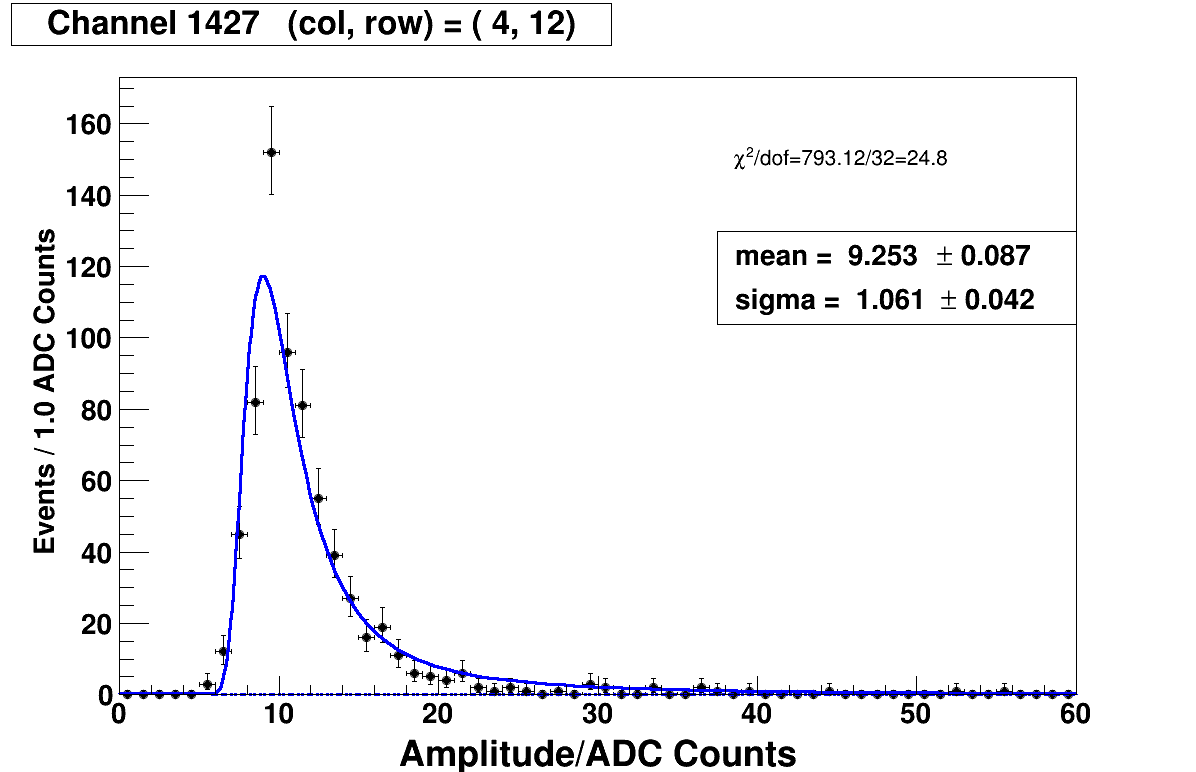 Channel 1427 (col, row) = ( 4, 12)
160
140
120
100
80
60
40
20
0
Events / 1.0 ADC Counts
χ²/dof=793.12/32=24.8
mean = 9.253 ± 0.087
sigma = 1.061 ± 0.042
0 10 20 30 40 50 60
Amplitude/ADC Counts